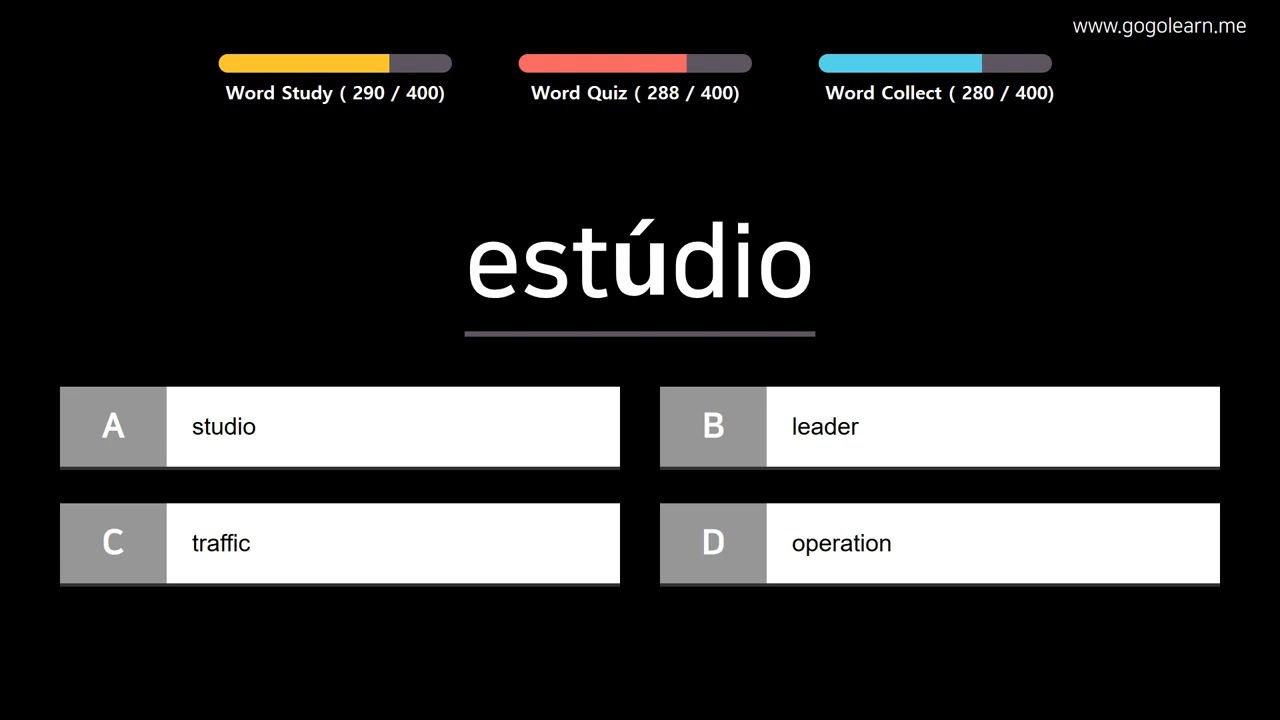 www.gogolearn.me
Word Study ( 290 / 400)
Word Quiz ( 288 / 400)
Word Collect ( 280 / 400)
estúdio
A studio
B leader
C traffic
D operation